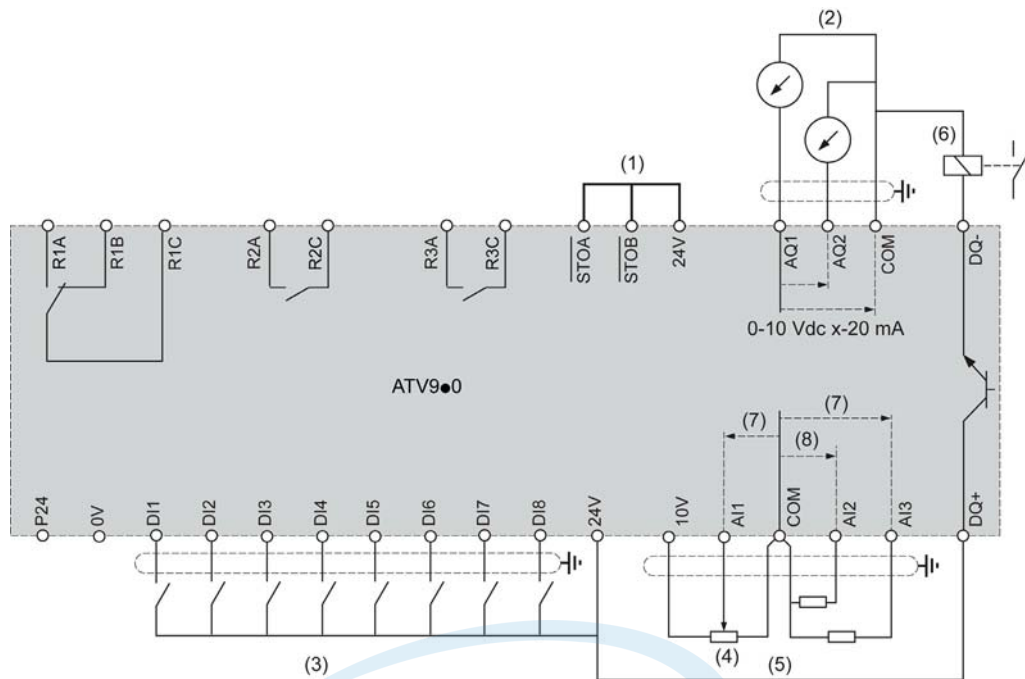 (2)
(6)
(1)
R1A
R1B
R1C
R2A
R2C
R3A
R3C
STOA
STOB
24V
AQ1
AQ2
COM
DQ-
0-10 Vdc x-20 mA
ATV9●0
(7)
(7)
(8)
P24
0V
DI1
DI2
DI3
DI4
DI5
DI6
DI7
DI8
24V
10V
AI1
COM
AI2
AI3
DQ+
(3)
(4)
(5)